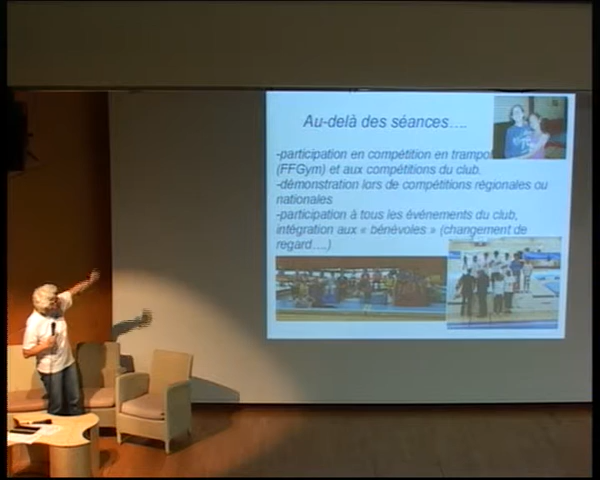 Au-delà des séances....
-participation en compétition en trampo
(FFGym) et aux compétitions du club.
-démonstration lors de compétitions régionales ou
nationales
-participation à tous les événements du club,
intégration aux « bénévoles » (changement de
regard....)